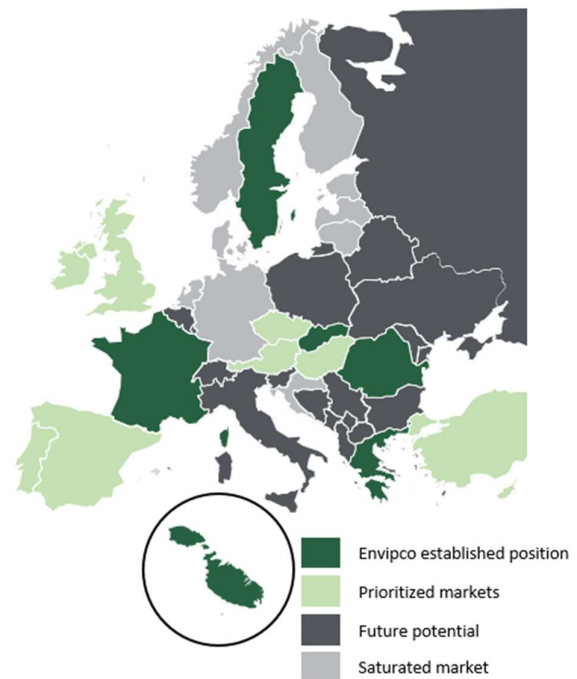 Envipco established position
Prioritized markets
Future potential
Saturated market